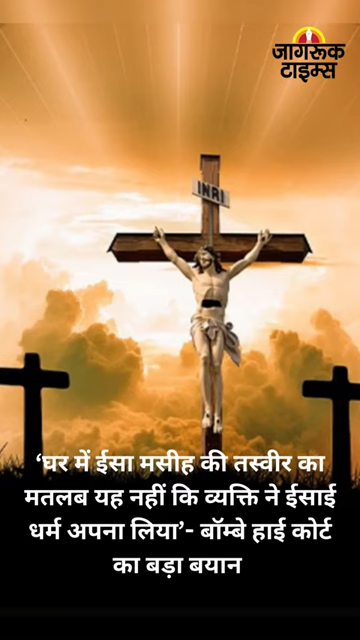 जागरूक
टाइम्स
INRI
‘घर में ईसा मसीह की तस्वीर का
मतलब यह नहीं कि व्यक्ति ने ईसाई
धर्म अपना लिया’- बॉम्बे हाई कोर्ट
का बड़ा बयान